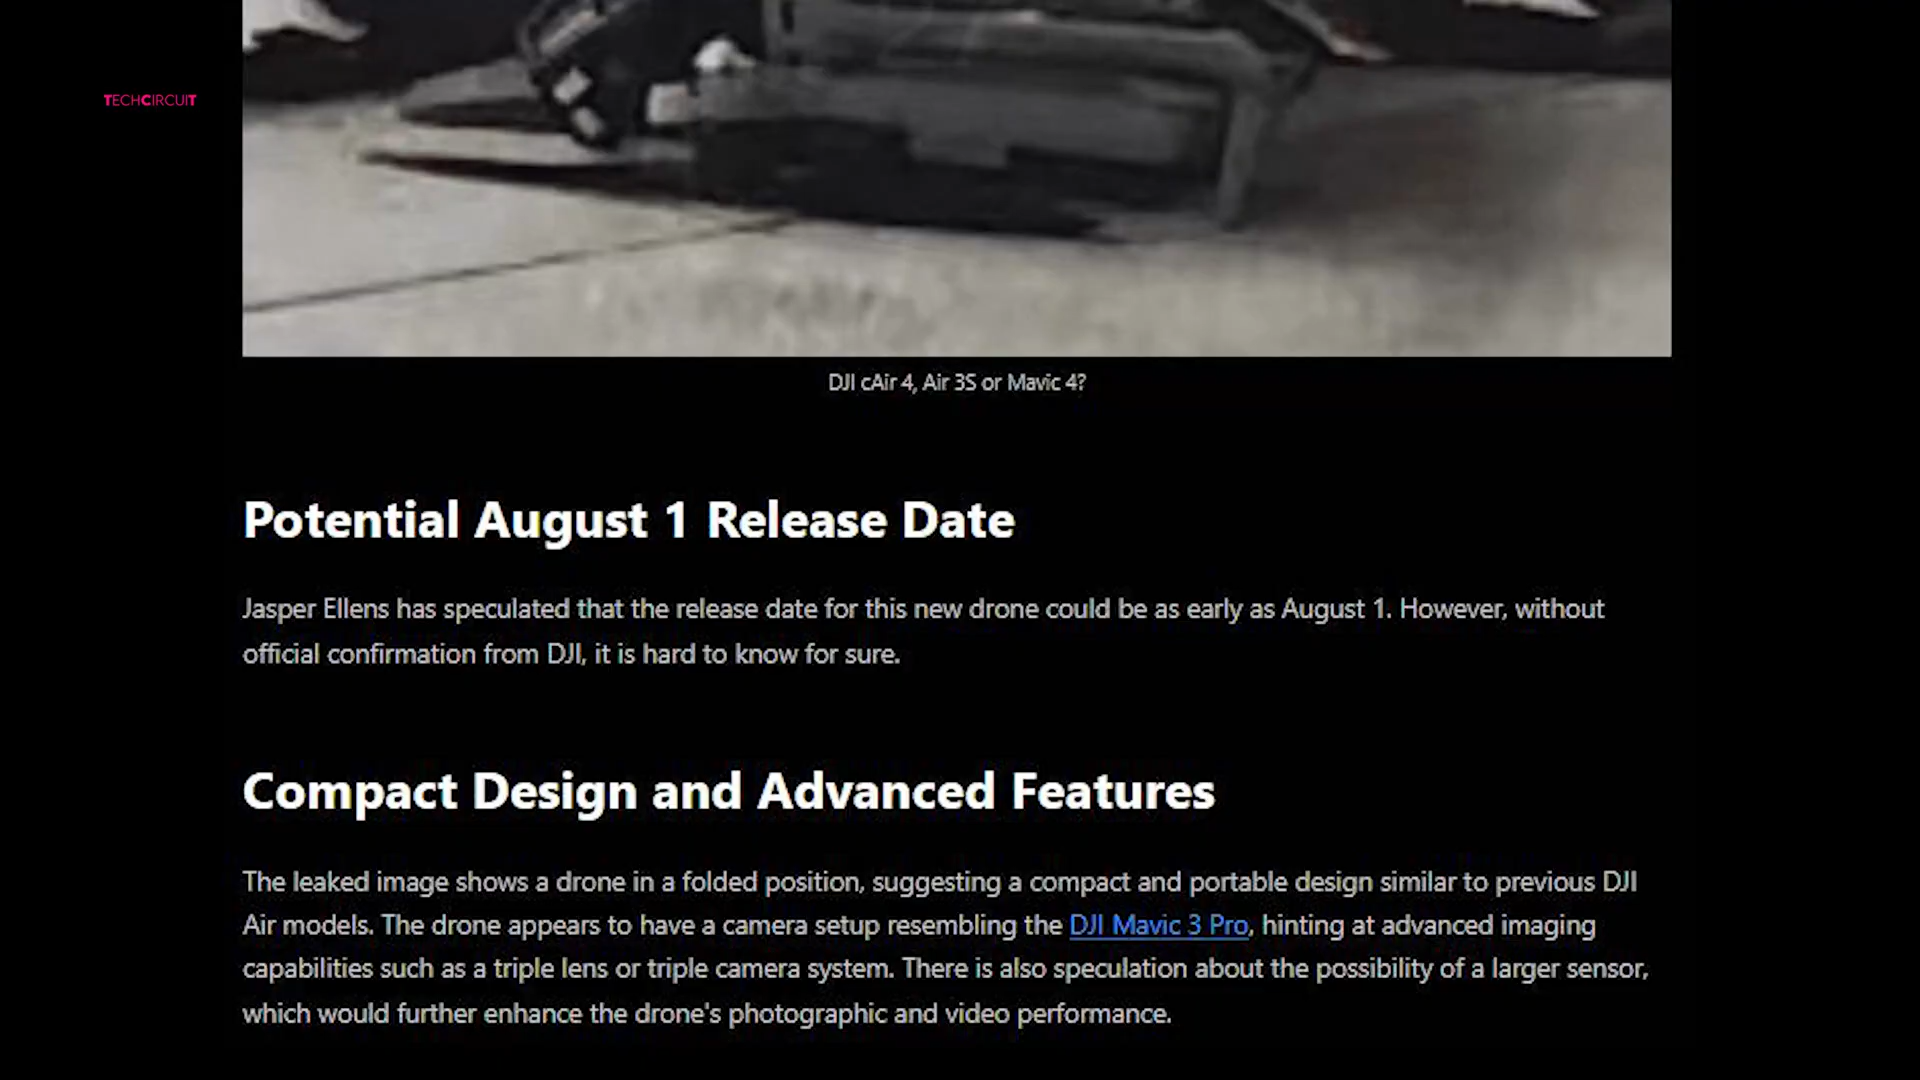 TECHCIRCUIT
DJI cAir 4, Air 3S or Mavic 4?
Potential August 1 Release Date
Jasper Ellens has speculated that the release date for this new drone could be as early as August 1. However, without
official confirmation from DJI, it is hard to know for sure.
Compact Design and Advanced Features
The leaked image shows a drone in a folded position, suggesting a compact and portable design similar to previous DJI
Air models. The drone appears to have a camera setup resembling the DJI Mavic 3 Pro, hinting at advanced imaging
capabilities such as a triple lens or triple camera system. There is also speculation about the possibility of a larger sensor,
which would further enhance the drone's photographic and video performance.